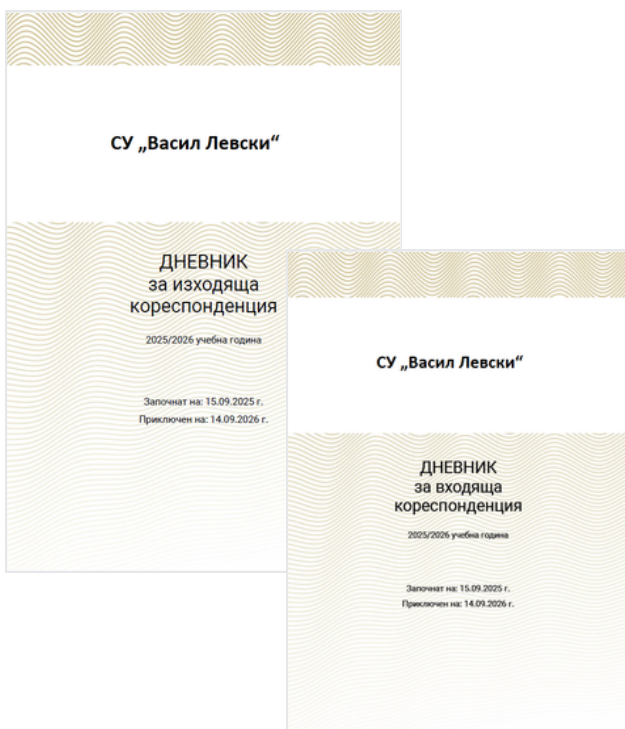 СУ „Васил Левски“
ДНЕВНИК
за изходяща
кореспонденция
2025/2026 учебна година
Започнат на: 15.09.2025 г.
Приключен на: 14.09.2026 г.
СУ „Васил Левски“
ДНЕВНИК
за входяща
кореспонденция
2025/2026 учебна година
Започнат на: 15.09.2025 г.
Приключен на: 14.09.2026 г.